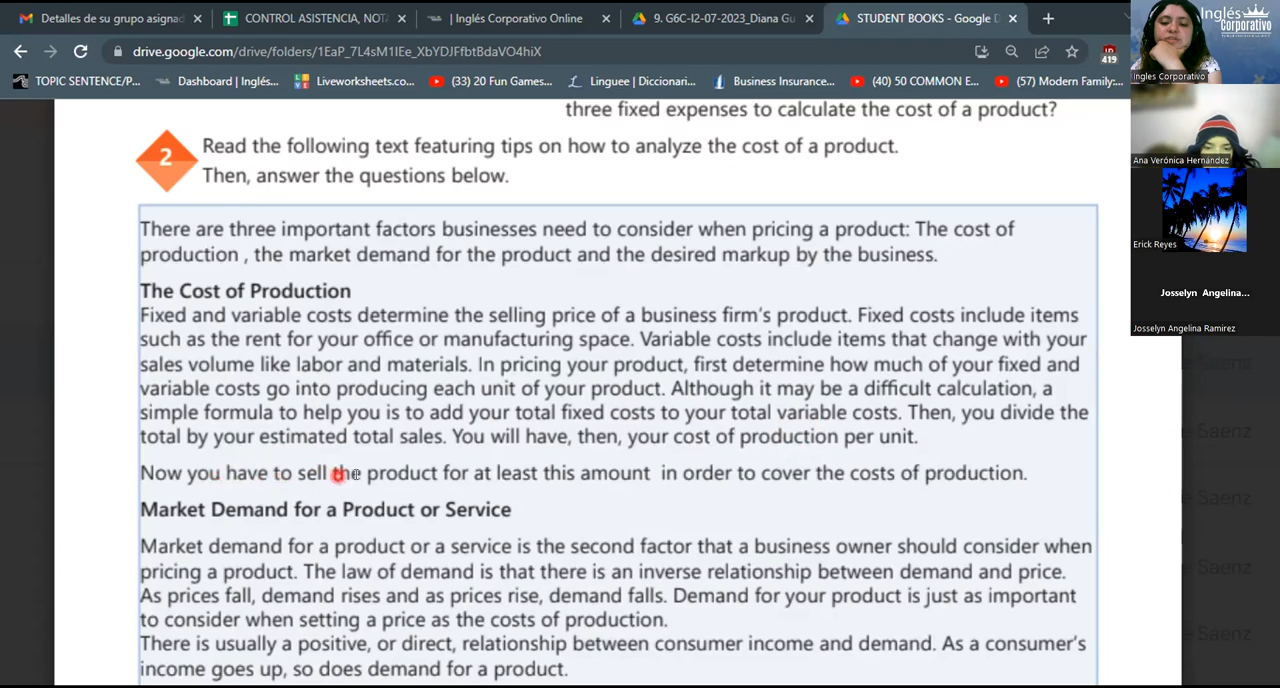 Detalles de su grupo asignad
CONTROL ASISTENCIA, NOT
| Inglés Corporativo Online
9. G6C-I2-07-2023_Diana Gu
STUDENT BOOKS - Google D
drive.google.com/drive/folders/1EaP_7L4sM1IEe_XbYDJFfbtBdaVO4hiX
419
TOPIC SENTENCE/P...
Dashboard | Inglés...
Liveworksheets.co...
(33) 20 Fun Games...
Linguee | Diccionari...
Business Insurance...
(40) 50 COMMON E...
(57) Modern Family:...
Inglés
Corporativo
Ingles Corporativo
Ana Verónica Hernández
Erick Reyes
Josselyn Angelina...
Josselyn Angelina Ramirez
three fixed expenses to calculate the cost of a product?
2
Read the following text featuring tips on how to analyze the cost of a product.
Then, answer the questions below.
There are three important factors businesses need to consider when pricing a product: The cost of
production , the market demand for the product and the desired markup by the business.
The Cost of Production
Fixed and variable costs determine the selling price of a business firm's product. Fixed costs include items
such as the rent for your office or manufacturing space. Variable costs include items that change with your
sales volume like labor and materials. In pricing your product, first determine how much of your fixed and
variable costs go into producing each unit of your product. Although it may be a difficult calculation, a
simple formula to help you is to add your total fixed costs to your total variable costs. Then, you divide the
total by your estimated total sales. You will have, then, your cost of production per unit.
Now you have to sell the product for at least this amount in order to cover the costs of production.
Market Demand for a Product or Service
Market demand for a product or a service is the second factor that a business owner should consider when
pricing a product. The law of demand is that there is an inverse relationship between demand and price.
As prices fall, demand rises and as prices rise, demand falls. Demand for your product is just as important
to consider when setting a price as the costs of production.
There is usually a positive, or direct, relationship between consumer income and demand. As a consumer's
income goes up, so does demand for a product.
Saenz
Saenz
Saenz
Saenz